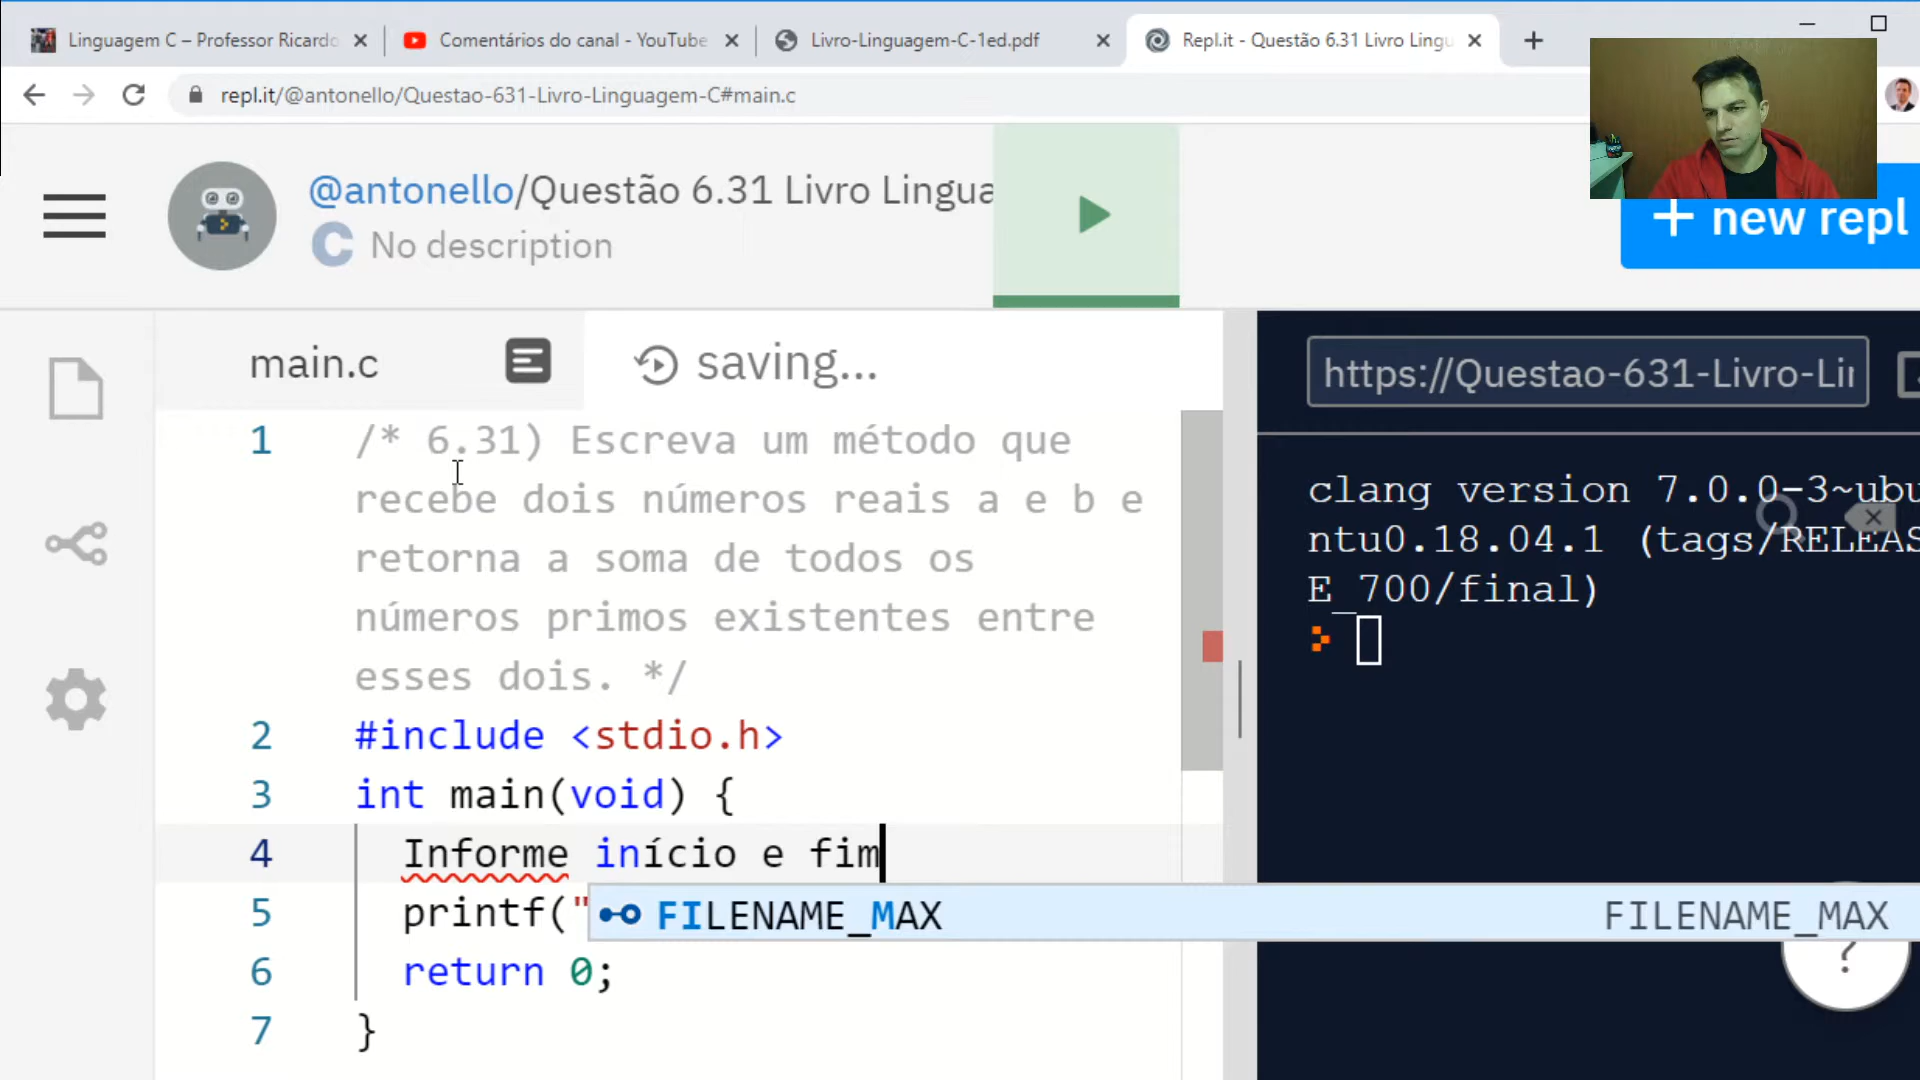 Linguagem C – Professor Ricardo
Comentários do canal - YouTube
Livro-Linguagem-C-1ed.pdf
Repl.it - Questão 6.31 Livro Lingu
repl.it/@antonello/Questao-631-Livro-Linguagem-C#main.c
@antonello/Questão 6.31 Livro Lingua
C No description
+ new repl
main.c
saving...
https://Questao-631-Livro-Li
1 /* 6.31) Escreva um método que
recebe dois números reais a e b e
retorna a soma de todos os
números primos existentes entre
esses dois. */
2 #include <stdio.h>
3 int main(void) {
4 Informe início e fim
5 printf("
FILENAME_MAX FILENAME_MAX
6 return 0;
7 }
clang version 7.0.0-3~ubu
ntu0.18.04.1 (tags/RELEAS
E_700/final)
?